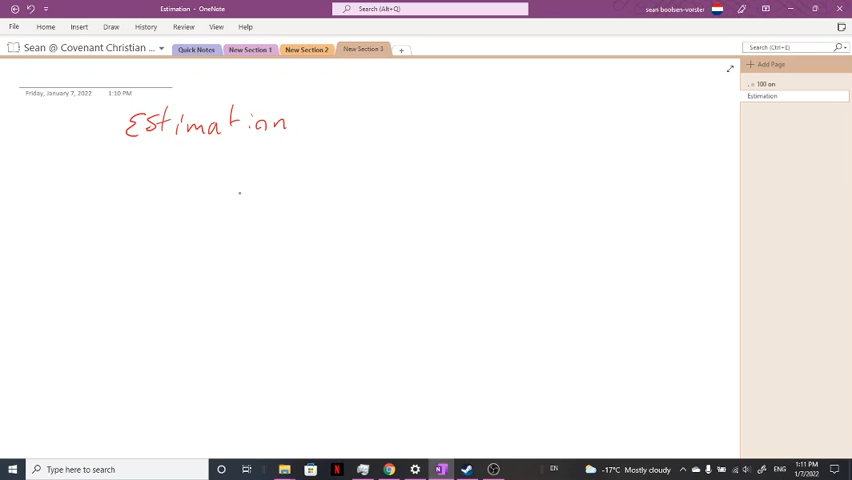 Estimation - OneNote
Search (Alt+Q)
sean boolsen-vorster
File Home Insert Draw History Review View Help
Sean @ Covenant Christian ...
Quick Notes
New Section 1
New Section 2
New Section 3
+
Search (Ctrl+E)
+ Add Page
100 on
Estimation
Friday, January 7, 2022 1:10 PM
Estimation
Type here to search
EN
-17°C Mostly cloudy
ENG
1:11 PM
1/7/2022